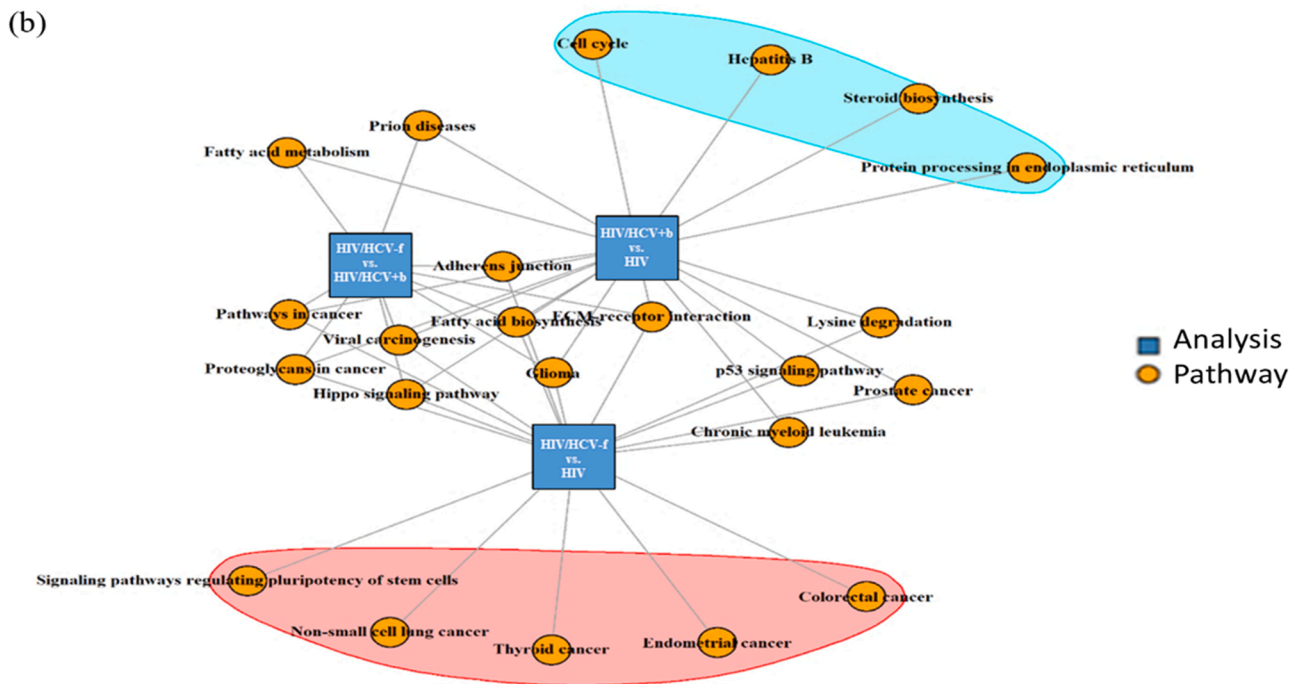 (b)
Cell cycle
Hepatitis B
Steroid biosynthesis
Prion diseases
Fatty acid metabolism
Protein processing in endoplasmic reticulum
HIV/HCV-f
vs.
HIV/HCV+b
HIV/HCV+b
vs.
HIV
Adherens junction
Pathways in cancer
Fatty acid biosynthesis
ECM-receptor interaction
Lysine degradation
Viral carcinogenesis
Proteoglycans in cancer
Glioma
p53 signaling pathway
Hippo signaling pathway
Prostate cancer
Chronic myeloid leukemia
Analysis
Pathway
HIV/HCV-f
vs.
HIV
Signaling pathways regulating pluripotency of stem cells
Colorectal cancer
Non-small cell lung cancer
Thyroid cancer
Endometrial cancer